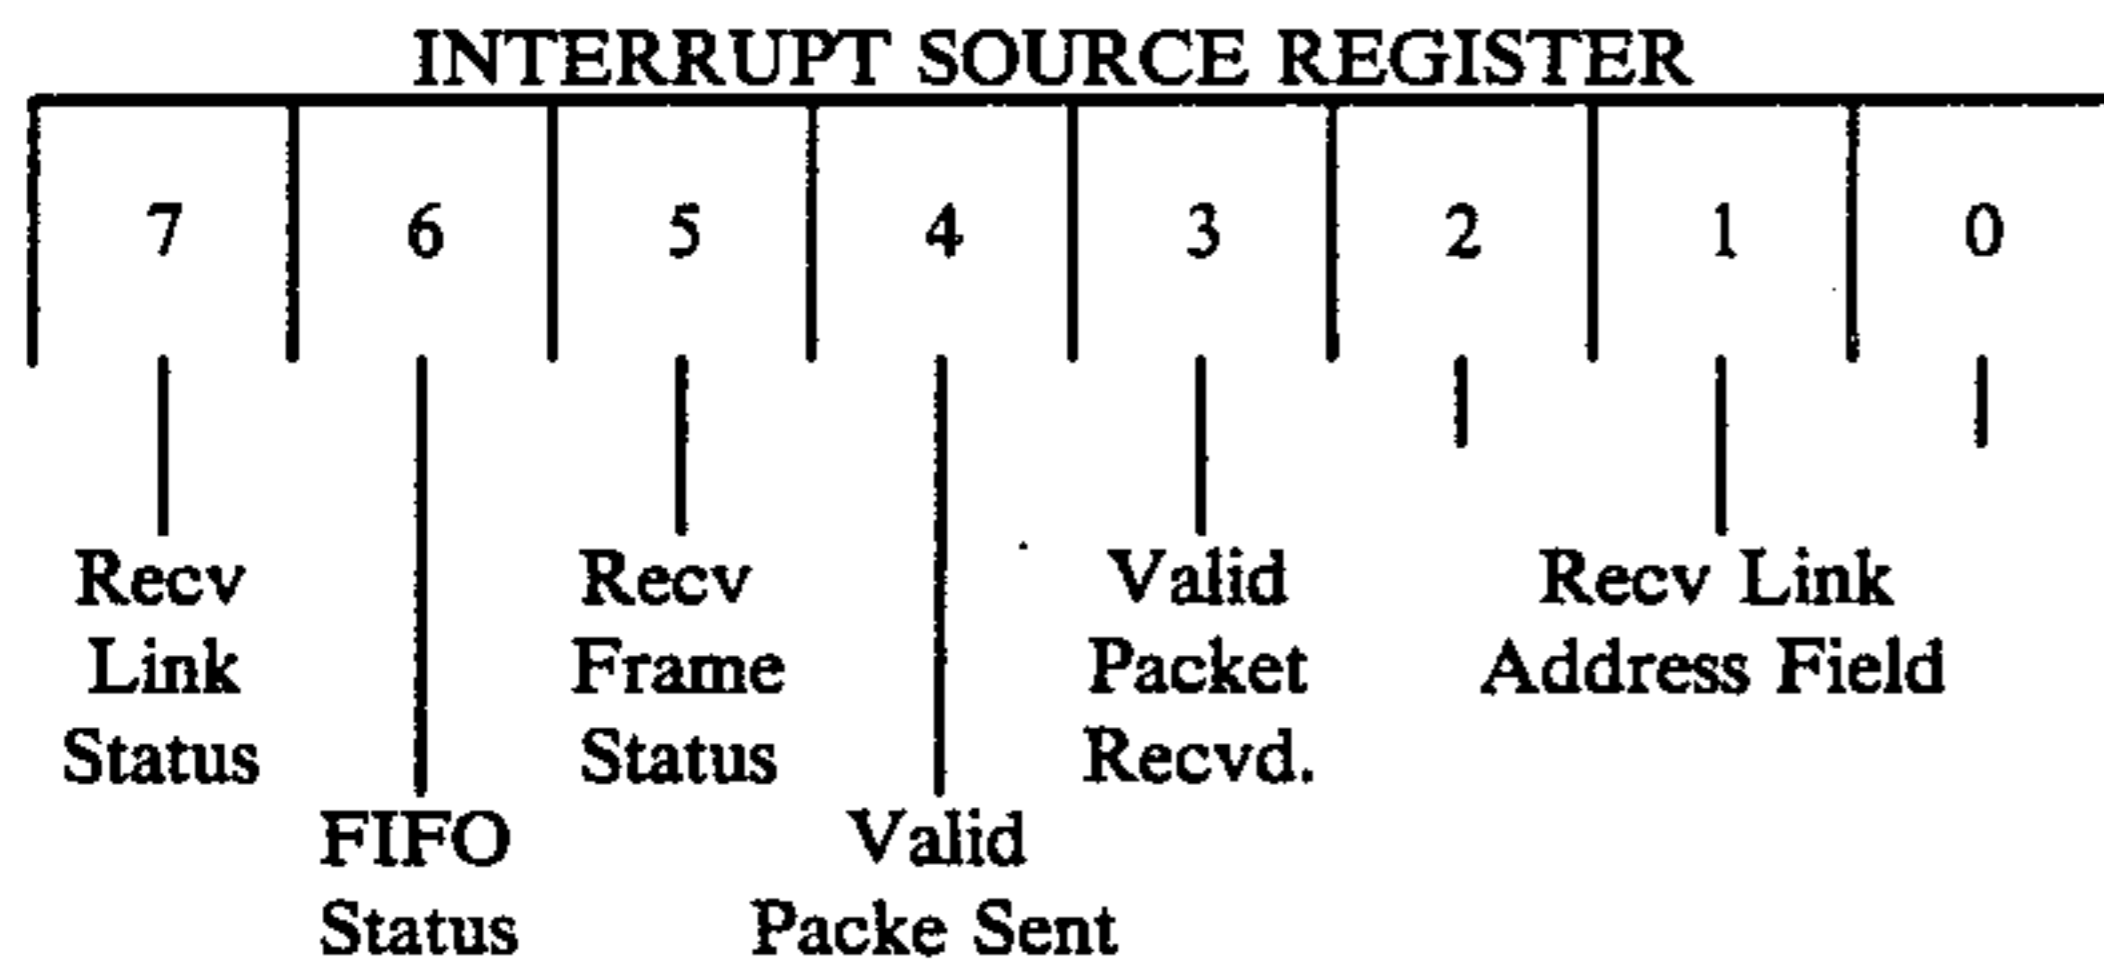 INTERRUPT SOURCE REGISTER
7 6 5 4 3 2 1 0
Recv
Link
Status
FIFO
Status
Recv
Frame
Status
Valid
Packe Sent
Valid
Packet
Recvd.
Recv Link
Address Field